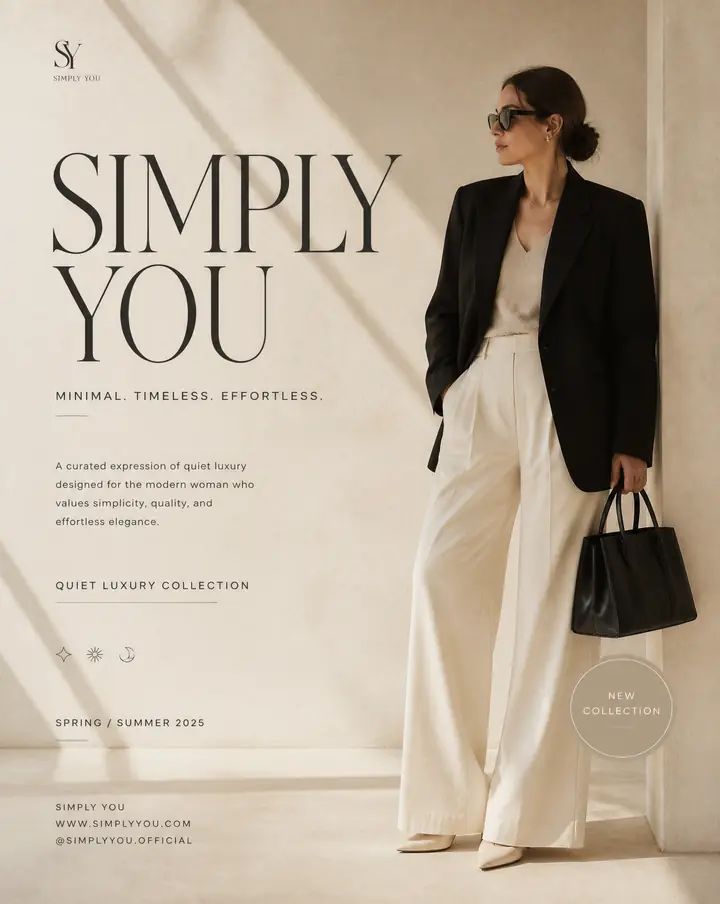 SY
SIMPLY YOU
SIMPLY
YOU
MINIMAL. TIMELESS. EFFORTLESS.
A curated expression of quiet luxury
designed for the modern woman who
values simplicity, quality, and
effortless elegance.
QUIET LUXURY COLLECTION
NEW
COLLECTION
SPRING / SUMMER 2025
SIMPLY YOU
WWW.SIMPLYYOU.COM
@SIMPLYYOU.OFFICIAL